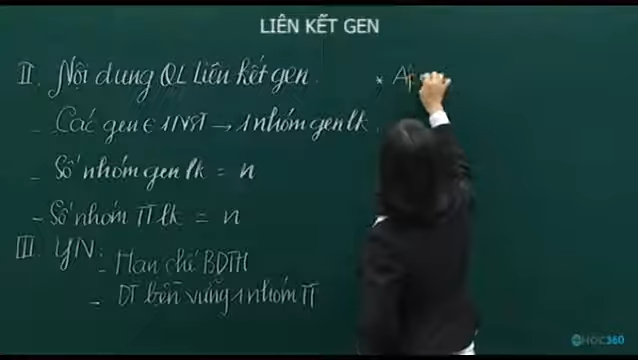 LIÊN KẾT GEN
II. Nội dung QL Liên kết gen.
- Các gen ∈ 1 NST → 1 nhóm gen lk.
- Số nhóm gen lk = n
- Số nhóm TT lk = n
III. YN:
- Hạn chế BDTH
- DT bền vững 1 nhóm TT
* Áp
HOC360